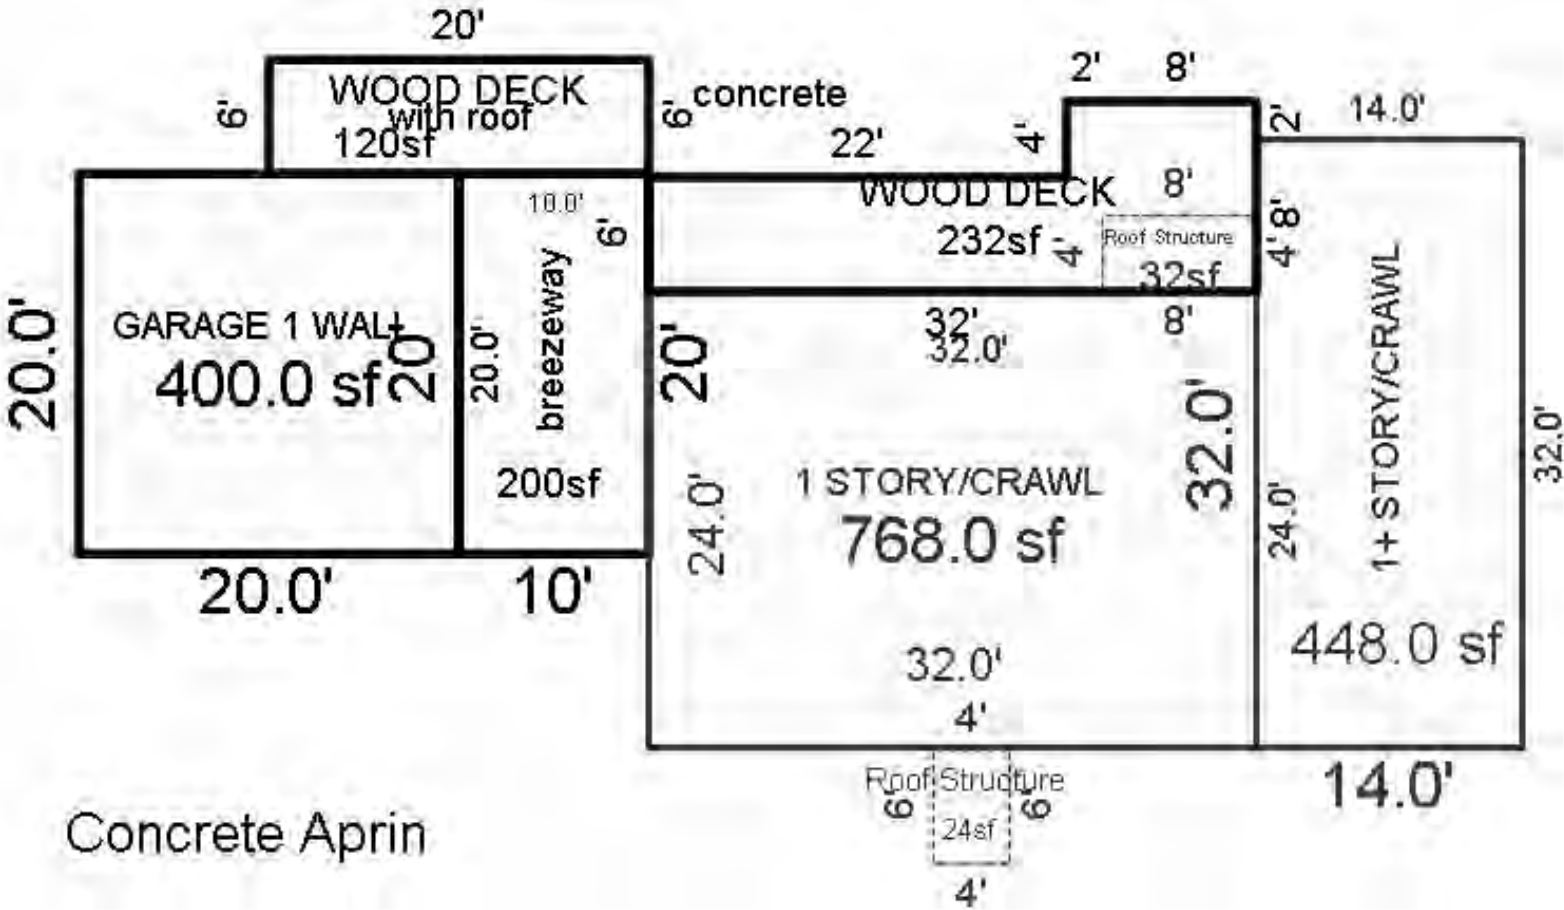 20'
WOOD DECK
with roof
120sf
6'
6'
concrete
2'
8'
22'
4'
2'
14.0'
10.0'
6'
WOOD DECK
8'
232sf
4'
Roof Structure
32sf
4'
8'
breezeway
GARAGE 1 WALL
400.0 sf
20.0'
20'
20.0'
20'
32'
32.0'
8'
32.0'
1+ STORY/CRAWL
32.0'
200sf
24.0'
1 STORY/CRAWL
768.0 sf
24.0'
20.0'
10'
448.0 sf
32.0'
4'
14.0'
Roof Structure
6'
6'
24sf
4'
Concrete Aprin